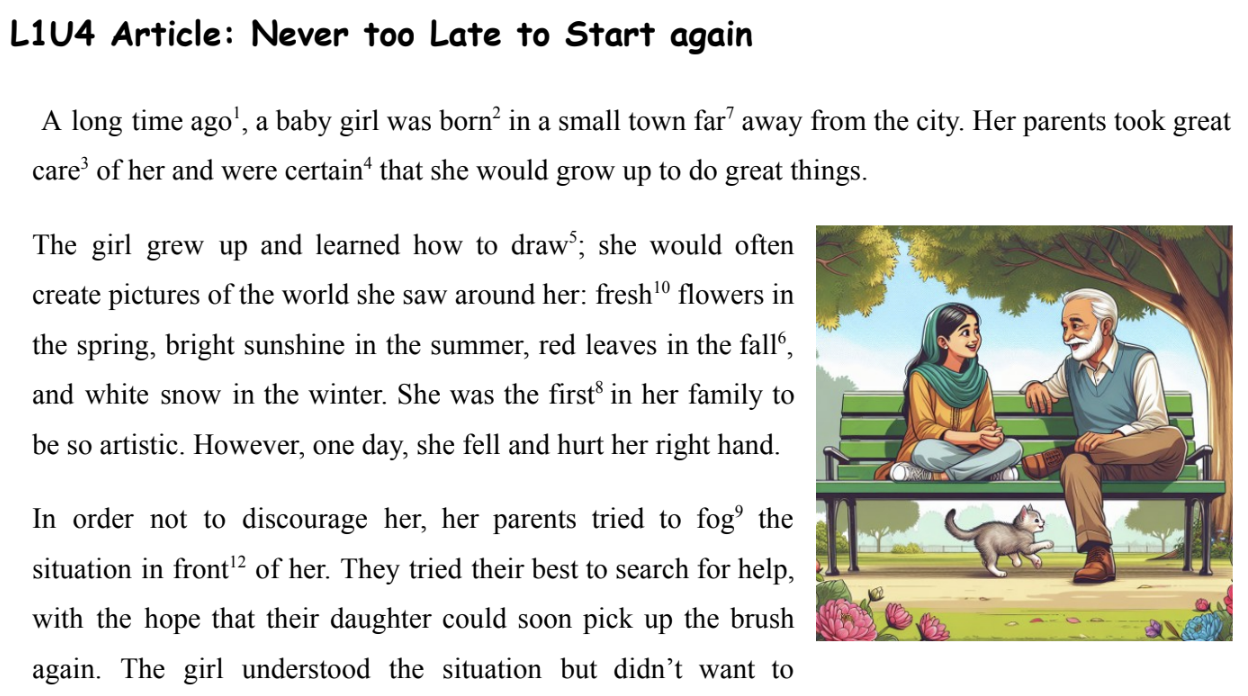 L1U4 Article: Never too Late to Start again
A long time ago¹, a baby girl was born² in a small town far⁷ away from the city. Her parents took great
care³ of her and were certain⁴ that she would grow up to do great things.
The girl grew up and learned how to draw⁵; she would often
create pictures of the world she saw around her: fresh¹⁰ flowers in
the spring, bright sunshine in the summer, red leaves in the fall⁶,
and white snow in the winter. She was the first⁸ in her family to
be so artistic. However, one day, she fell and hurt her right hand.
In order not to discourage her, her parents tried to fog⁹ the
situation in front¹² of her. They tried their best to search for help,
with the hope that their daughter could soon pick up the brush
again. The girl understood the situation but didn’t want to